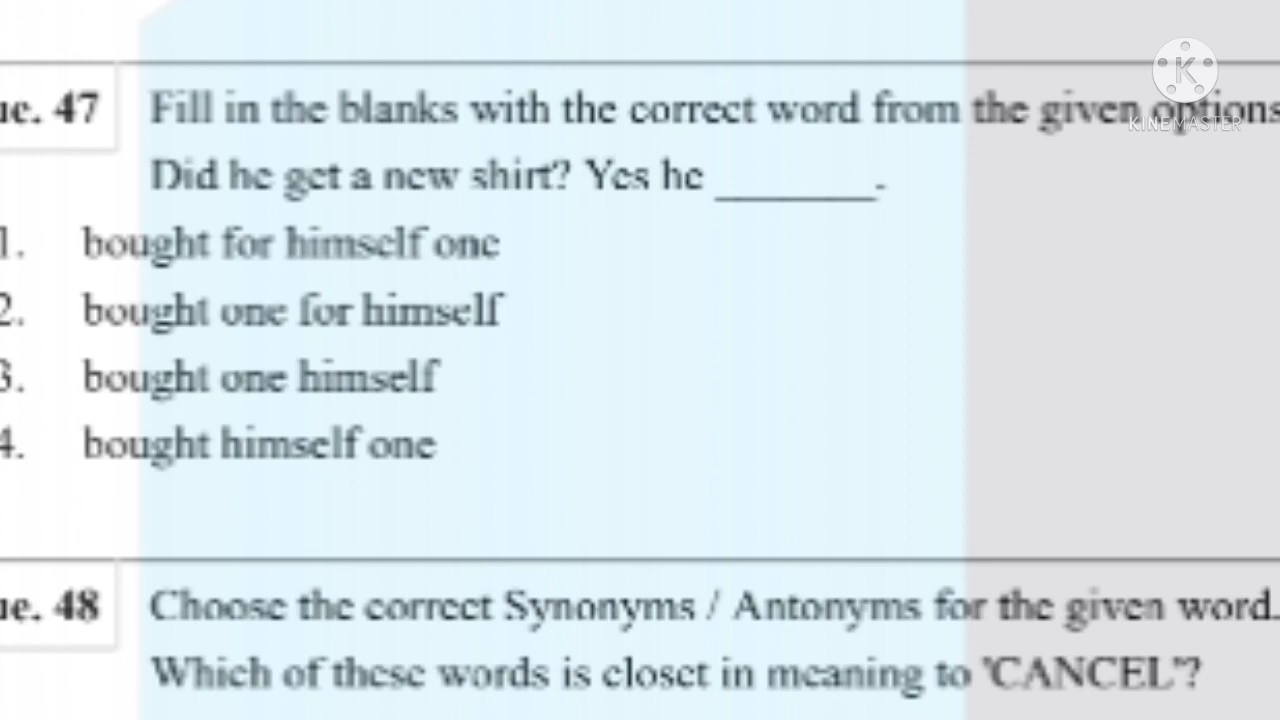 ue. 47 Fill in the blanks with the correct word from the given options
KINEMASTER
Did he get a new shirt? Yes he ________.
1. bought for himself one
2. bought one for himself
3. bought one himself
4. bought himself one
ue. 48 Choose the correct Synonyms / Antonyms for the given word.
Which of these words is closet in meaning to 'CANCEL'?